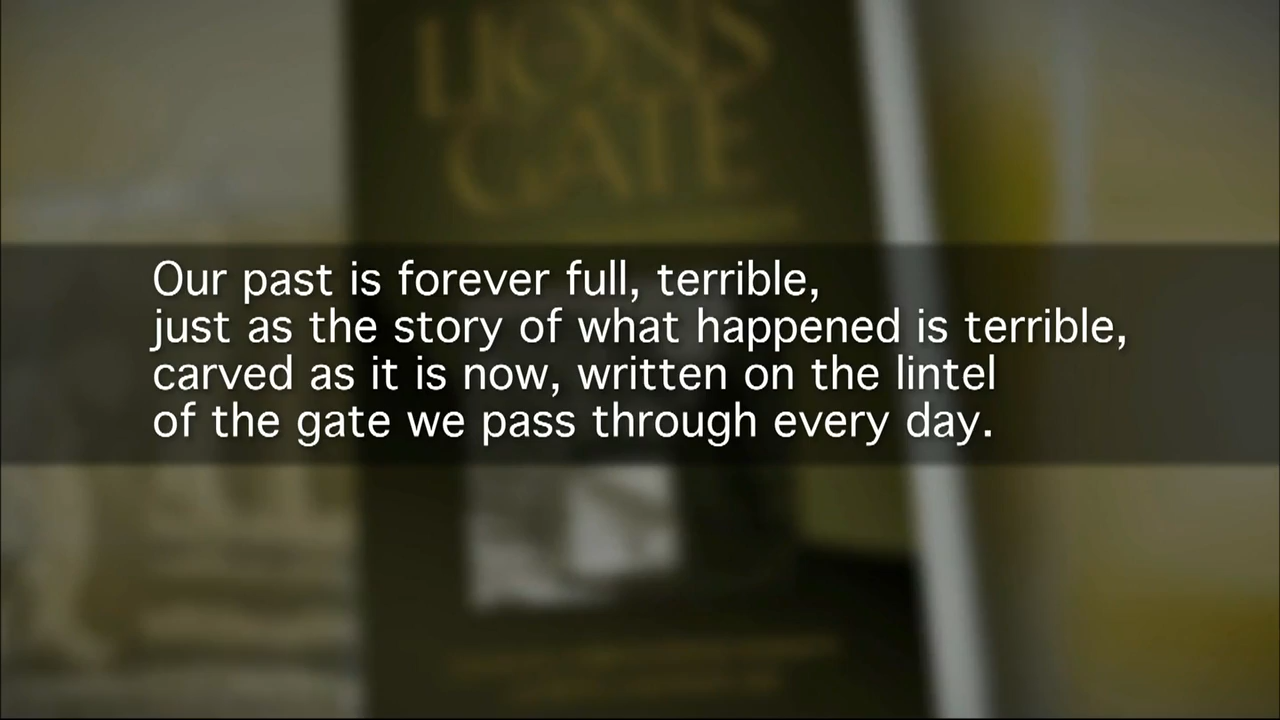 LIONS
GATE
Our past is forever full, terrible,
just as the story of what happened is terrible,
carved as it is now, written on the lintel
of the gate we pass through every day.